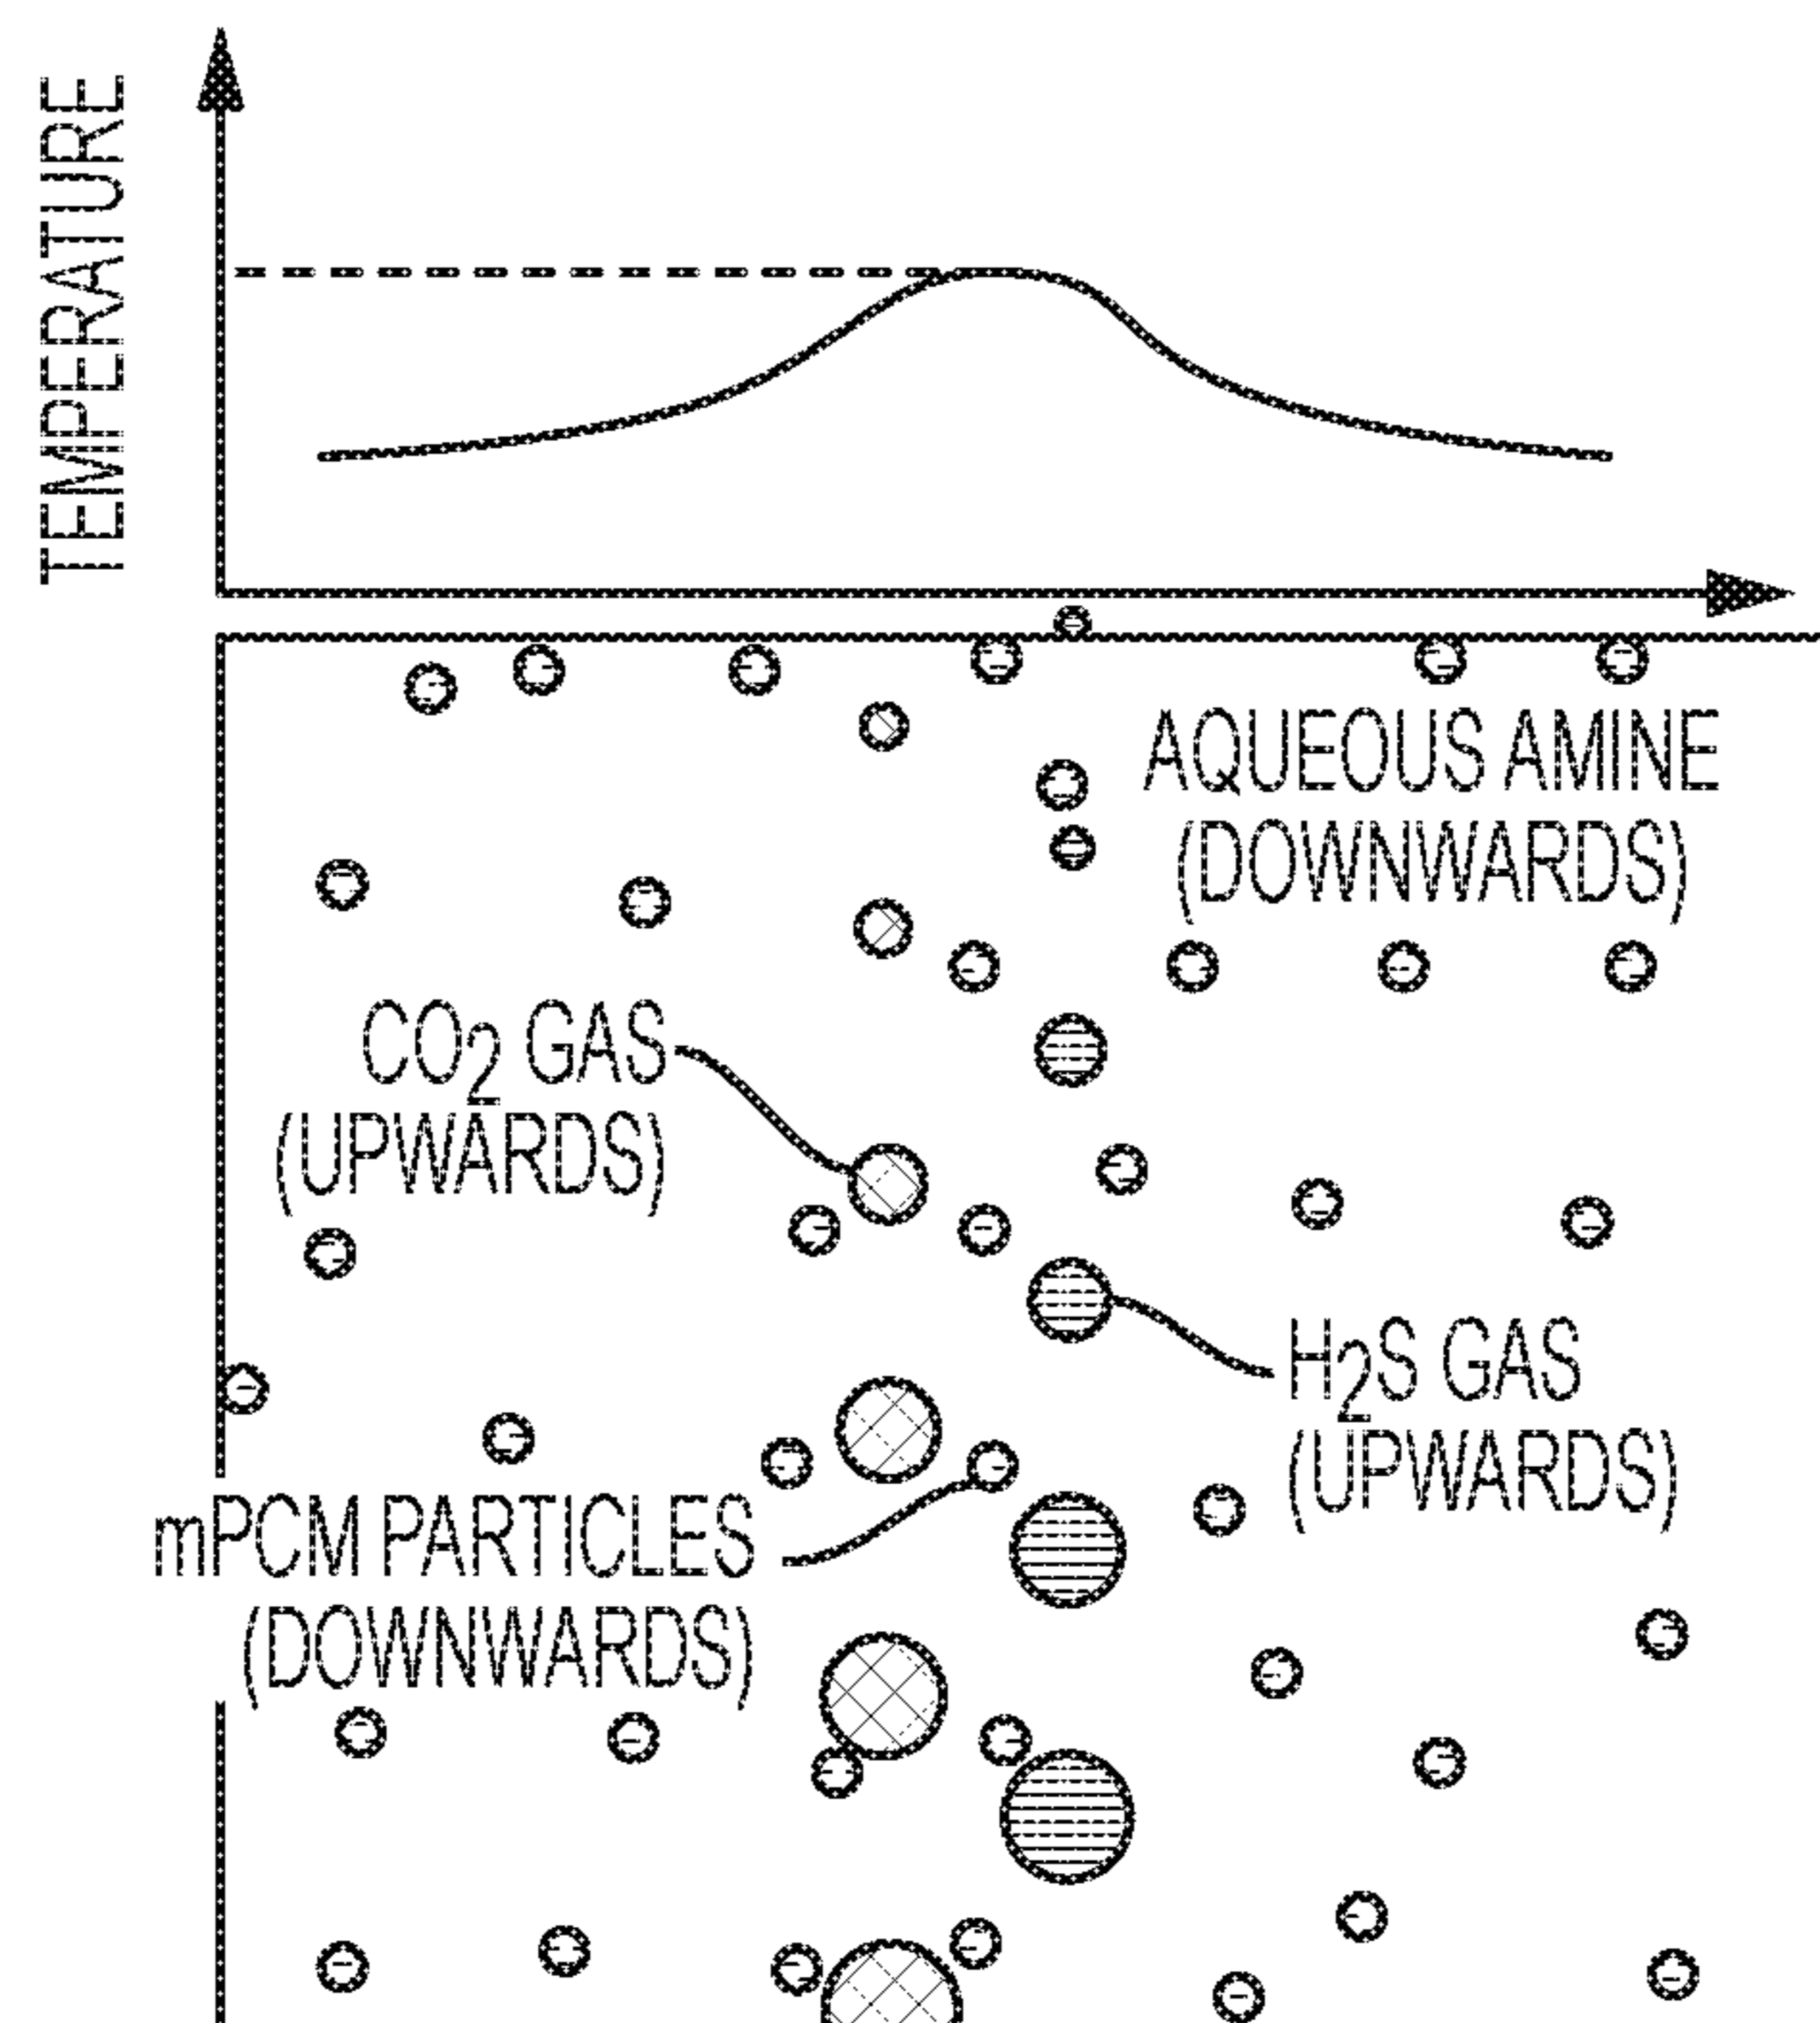 TEMPERATURE
AQUEOUS AMINE
(DOWNWARDS)
CO2 GAS
(UPWARDS)
H2S GAS
(UPWARDS)
mPCM PARTICLES
(DOWNWARDS)